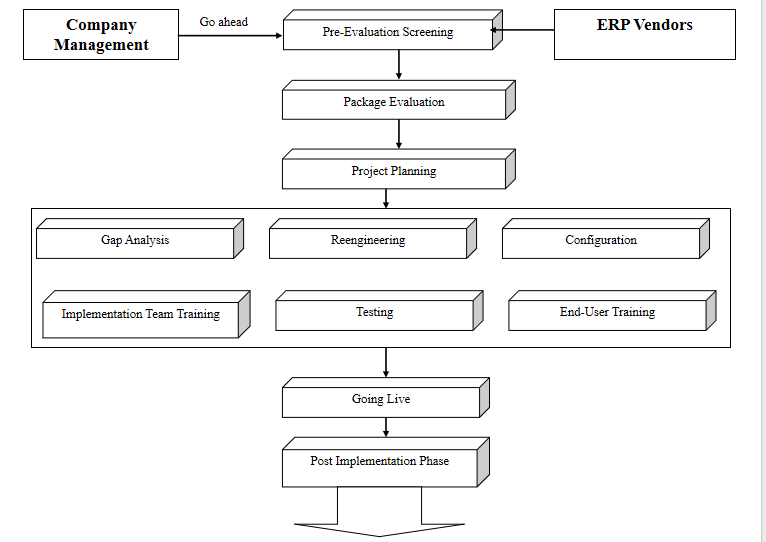 Company
Management
Go ahead
Pre-Evaluation Screening
ERP Vendors
Package Evaluation
Project Planning
Gap Analysis
Reengineering
Configuration
Implementation Team Training
Testing
End-User Training
Going Live
Post Implementation Phase